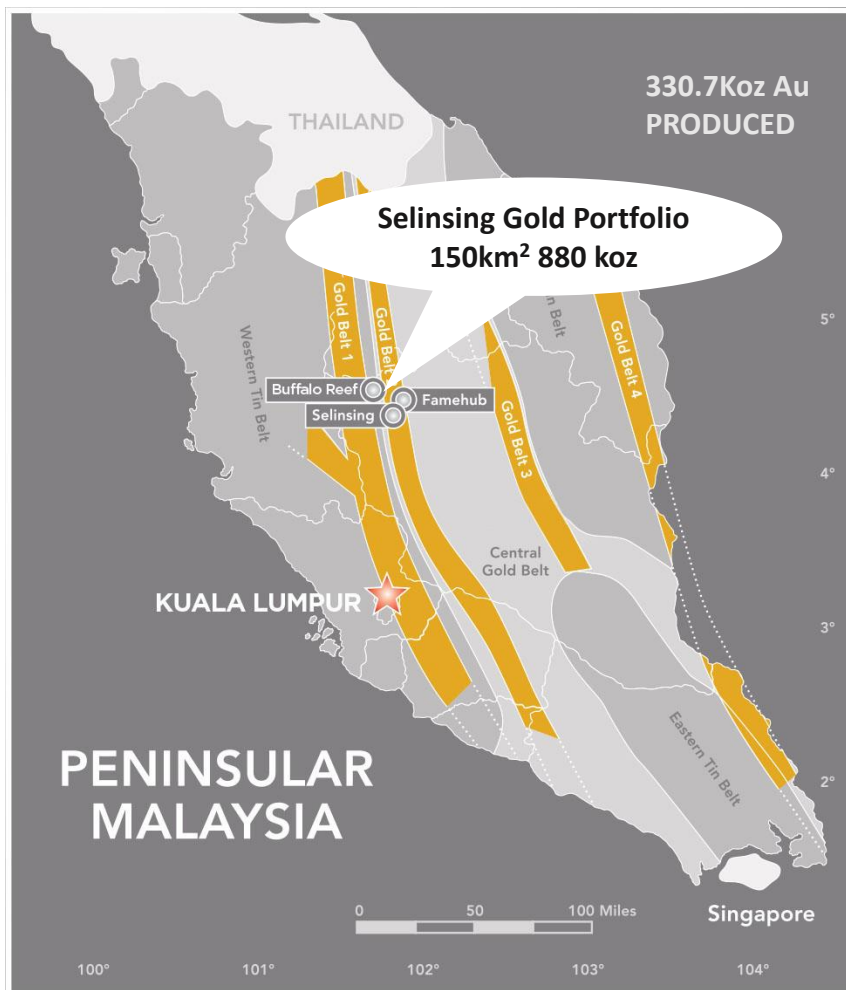 330.7Koz Au
PRODUCED
THAILAND
Selinsing Gold Portfolio
150km² 880 koz
Western Tin Belt
Gold Belt 1
Gold Belt
Tin Belt
Gold Belt 4
5°
Buffalo Reef
Famehub
Selinsing
Gold Belt 3
4°
Central
Gold Belt
KUALA LUMPUR
3°
PENINSULAR
MALAYSIA
Eastern Tin Belt
2°
0 50 100 Miles
Singapore
100° 101° 102° 103° 104°